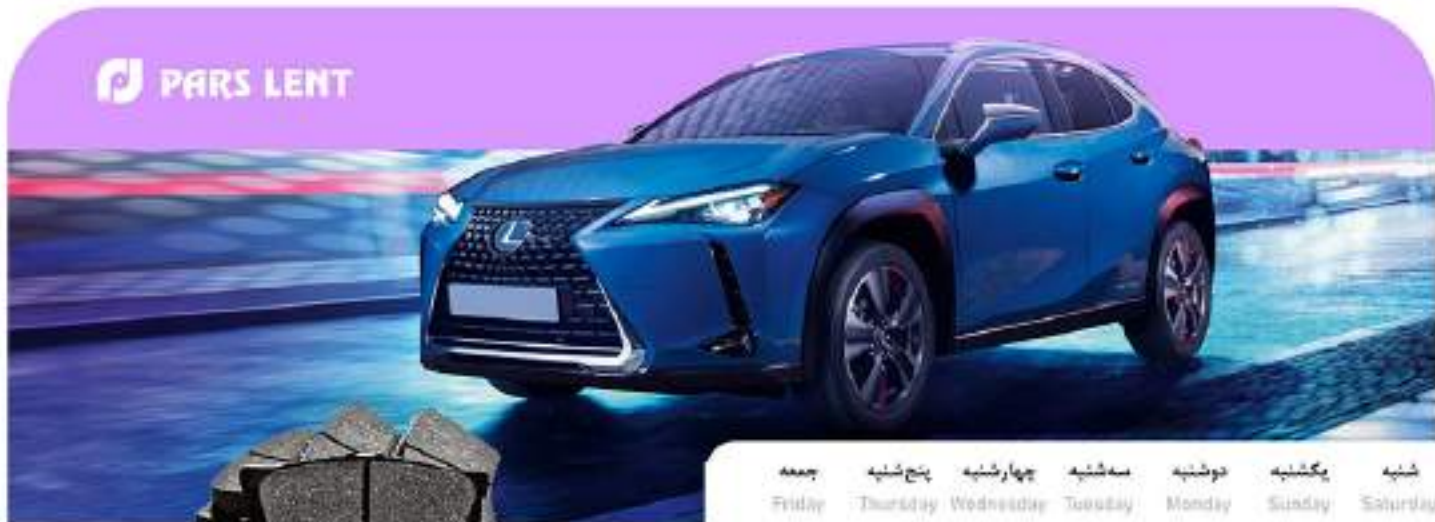 PARS LENT
شنبه یکشنبه دوشنبه سه‌شنبه چهارشنبه پنج‌شنبه جمعه
Friday Thursday Wednesday Tuesday Monday Sunday Saturday